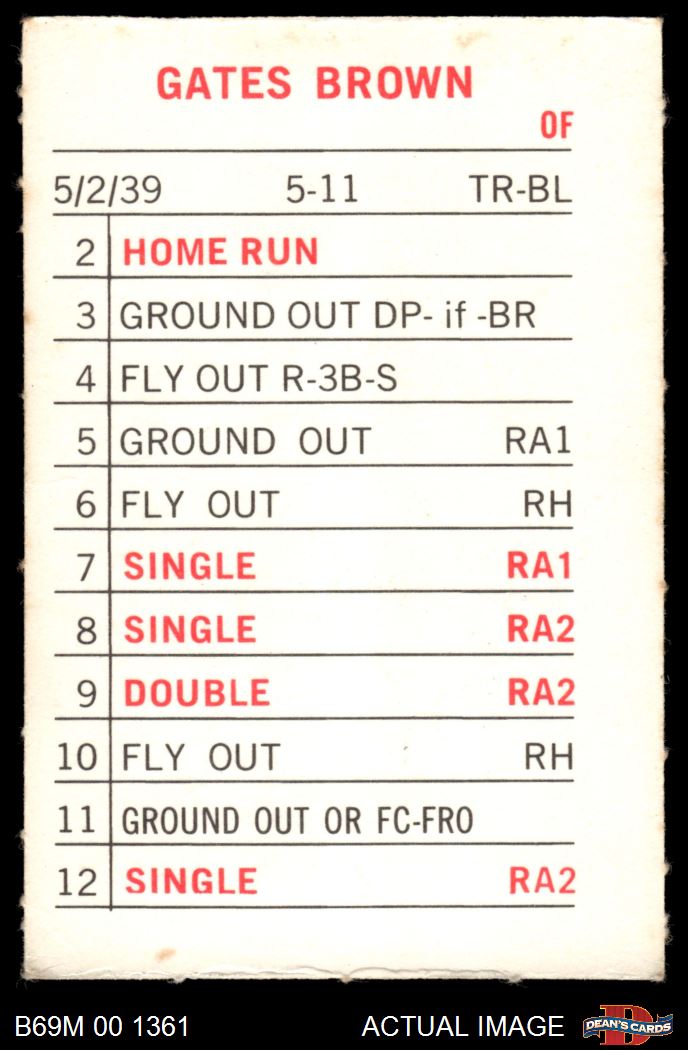 GATES BROWN
OF
5/2/39 5-11 TR-BL
2 HOME RUN
3 GROUND OUT DP- if -BR
4 FLY OUT R-3B-S
5 GROUND OUT RA1
6 FLY OUT RH
7 SINGLE RA1
8 SINGLE RA2
9 DOUBLE RA2
10 FLY OUT RH
11 GROUND OUT OR FC-FRO
12 SINGLE RA2
B69M 00 1361 ACTUAL IMAGE D DEAN'S CARDS